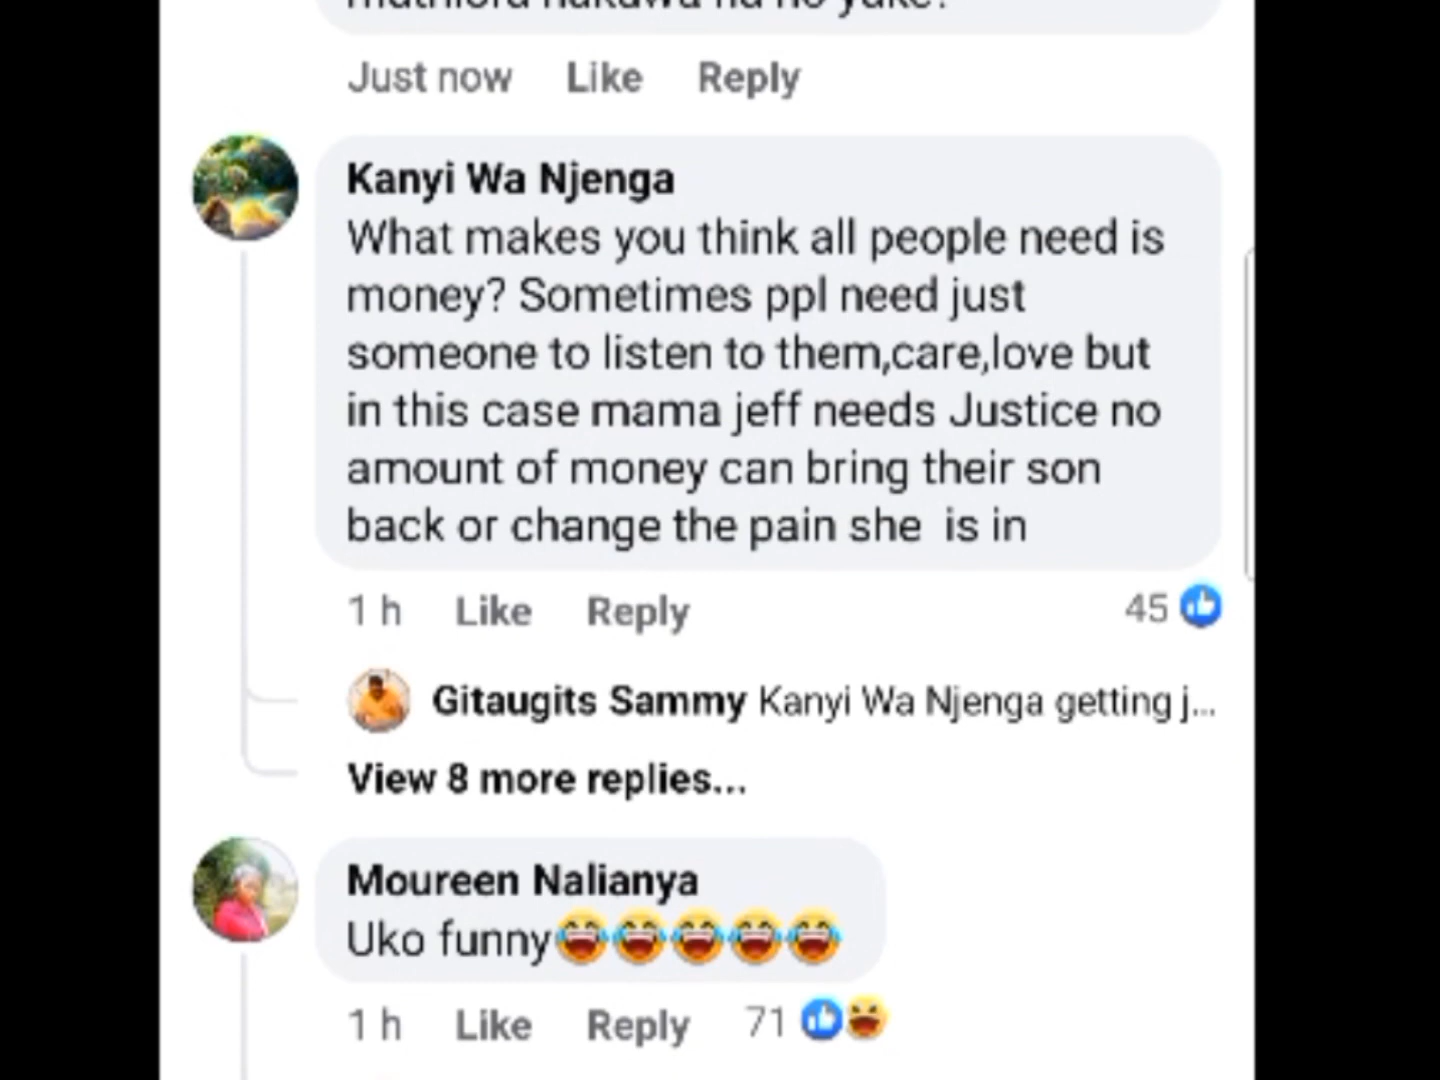 Just now Like Reply
Kanyi Wa Njenga
What makes you think all people need is
money? Sometimes ppl need just
someone to listen to them,care,love but
in this case mama jeff needs Justice no
amount of money can bring their son
back or change the pain she  is in
1 h Like Reply 45
Gitaugits Sammy Kanyi Wa Njenga getting j...
View 8 more replies...
Moureen Nalianya
Uko funny😂😂😂😂😂
1 h Like Reply 71